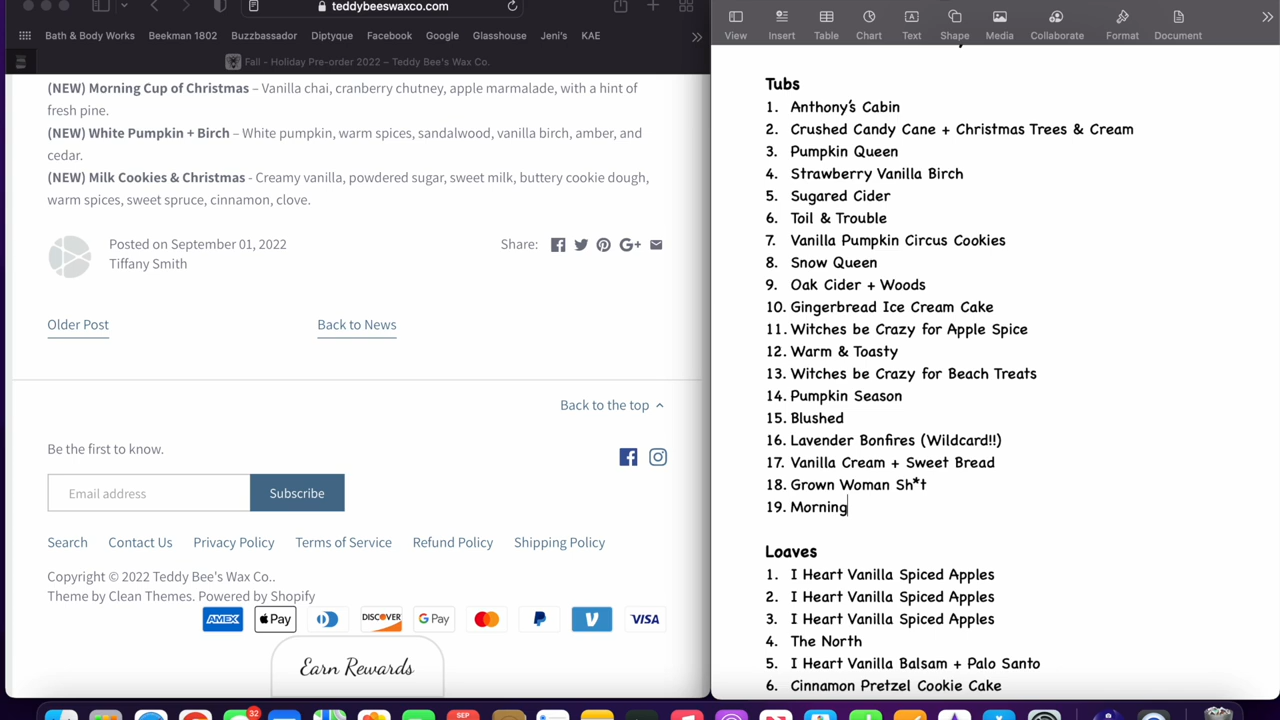 teddybeeswaxco.com
Bath & Body Works Beekman 1802 Buzzbassador Diptyque Facebook Google Glasshouse Jeni's KAE
Fall - Holiday Pre-order 2022 – Teddy Bee's Wax Co.
(NEW) Morning Cup of Christmas – Vanilla chai, cranberry chutney, apple marmalade, with a hint of
fresh pine.
(NEW) White Pumpkin + Birch – White pumpkin, warm spices, sandalwood, vanilla birch, amber, and
cedar.
(NEW) Milk Cookies & Christmas - Creamy vanilla, powdered sugar, sweet milk, buttery cookie dough,
warm spices, sweet spruce, cinnamon, clove.
Posted on September 01, 2022
Tiffany Smith
Share:
Older Post
Back to News
Back to the top
Be the first to know.
Email address
Subscribe
Search Contact Us Privacy Policy Terms of Service Refund Policy Shipping Policy
Copyright © 2022 Teddy Bee's Wax Co..
Theme by Clean Themes. Powered by Shopify
AMEX Pay DISCOVER G Pay VISA
Earn Rewards
View Insert Table Chart Text Shape Media Collaborate Format Document
Tubs
1. Anthony's Cabin
2. Crushed Candy Cane + Christmas Trees & Cream
3. Pumpkin Queen
4. Strawberry Vanilla Birch
5. Sugared Cider
6. Toil & Trouble
7. Vanilla Pumpkin Circus Cookies
8. Snow Queen
9. Oak Cider + Woods
10. Gingerbread Ice Cream Cake
11. Witches be Crazy for Apple Spice
12. Warm & Toasty
13. Witches be Crazy for Beach Treats
14. Pumpkin Season
15. Blushed
16. Lavender Bonfires (Wildcard!!)
17. Vanilla Cream + Sweet Bread
18. Grown Woman Sh*t
19. Morning
Loaves
1. I Heart Vanilla Spiced Apples
2. I Heart Vanilla Spiced Apples
3. I Heart Vanilla Spiced Apples
4. The North
5. I Heart Vanilla Balsam + Palo Santo
6. Cinnamon Pretzel Cookie Cake
32
SEP